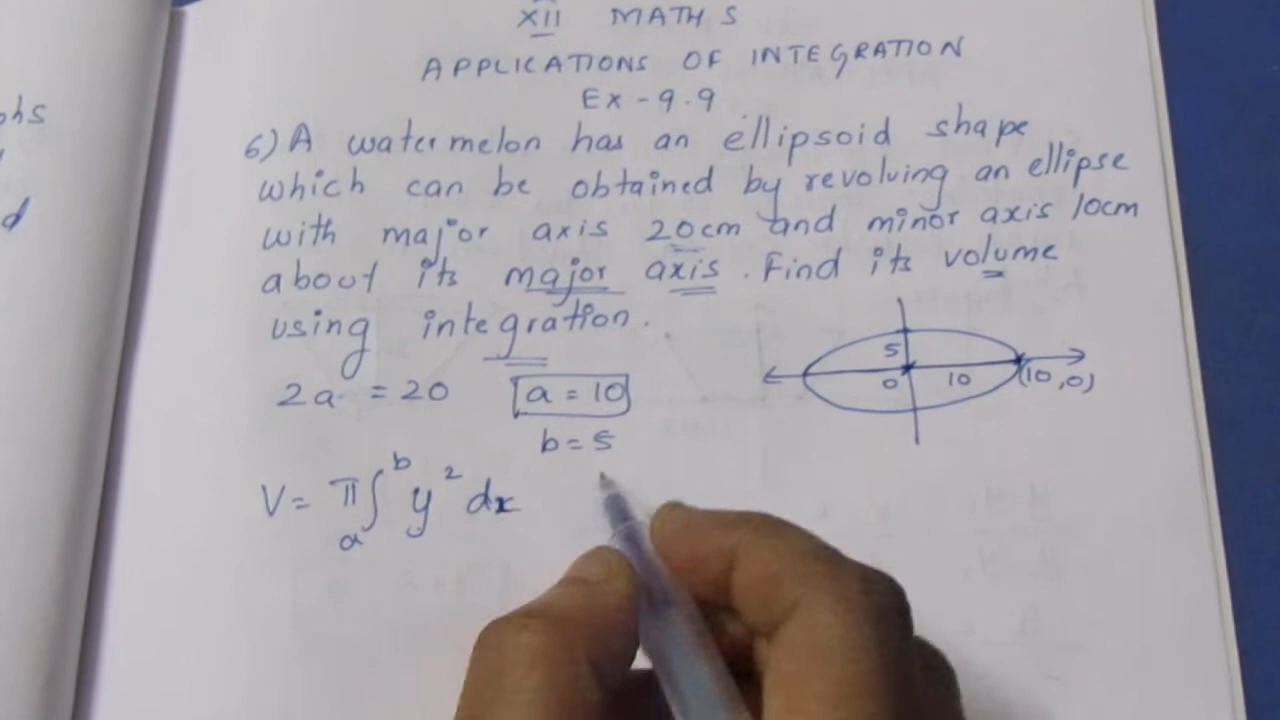 XII MATHS
APPLICATIONS OF INTEGRATION
Ex - 9.9
6) A watermelon has an ellipsoid shape
which can be obtained by revolving an ellipse
with major axis 20cm and minor axis 10cm
about its major axis. Find its volume
using integration.
2a = 20 a = 10
b = 5
V = π ∫ₐᵇ y² dx
5
0 10 (10,0)
phs
d